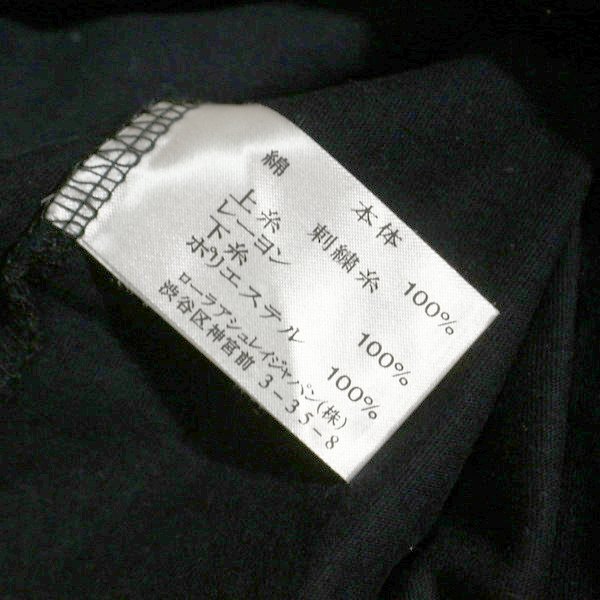 本体
綿 100%
刺繍糸
上糸
レーヨン 100%
下糸
ポリエステル 100%
ローラアシュレイジャパン(株)
渋谷区神宮前 3-35-8